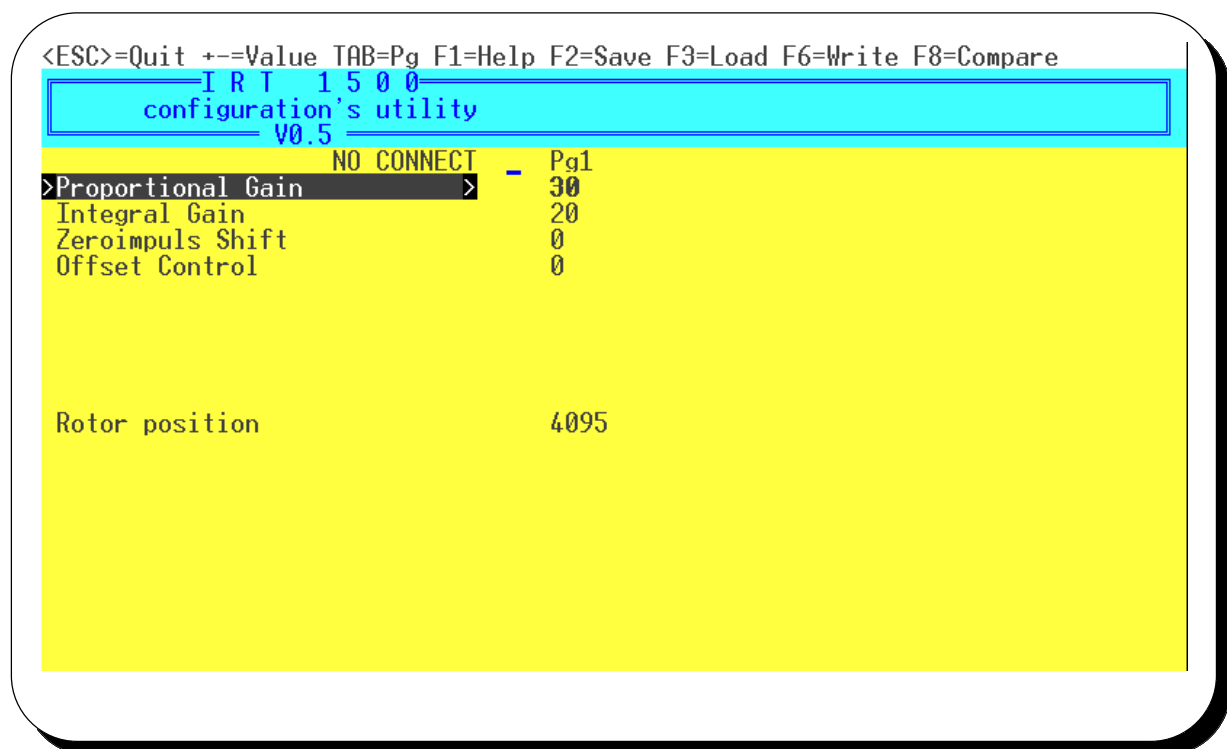 <ESC>=Quit +-=Value TAB=Pg F1=Help F2=Save F3=Load F6=Write F8=Compare
I R T 1 5 0 0
configuration's utility
V0.5
NO CONNECT _ Pg1
>Proportional Gain > 30
Integral Gain 20
Zeroimpuls Shift 0
Offset Control 0
Rotor position 4095